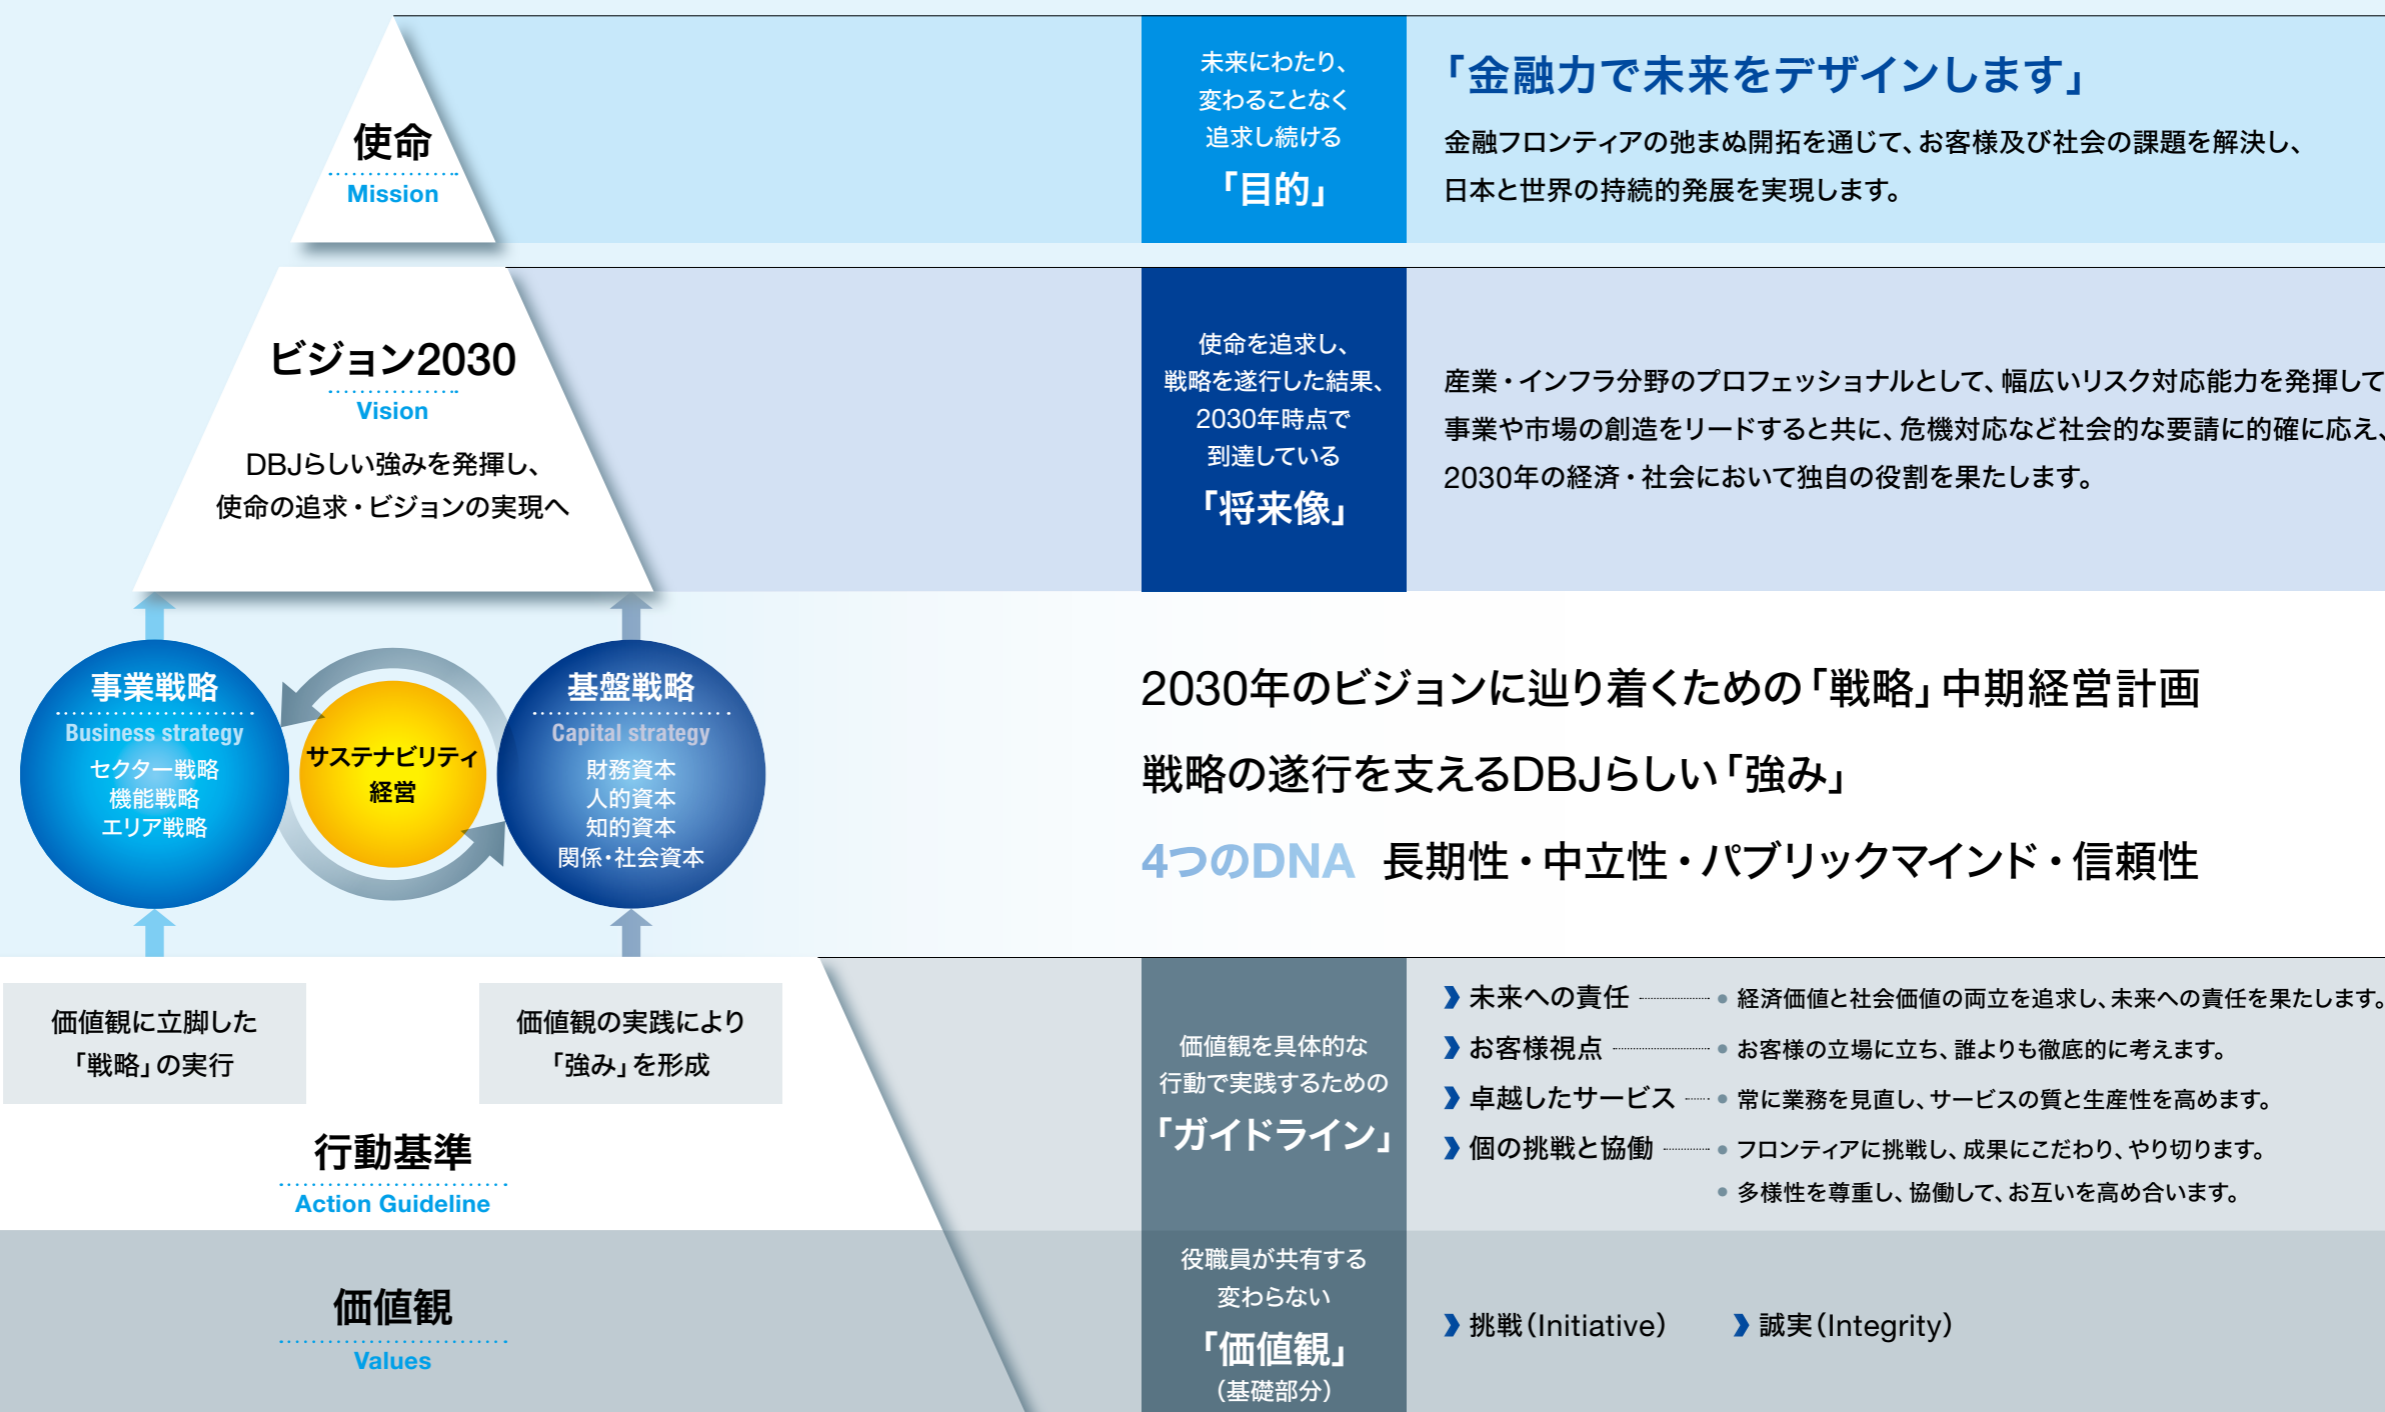 使命
Mission
未来にわたり、
変わることなく
追求し続ける
「目的」
「金融力で未来をデザインします」
金融フロンティアの弛まぬ開拓を通じて、お客様及び社会の課題を解決し、
日本と世界の持続的発展を実現します。
ビジョン2030
Vision
DBJらしい強みを発揮し、
使命の追求・ビジョンの実現へ
使命を追求し、
戦略を遂行した結果、
2030年時点で
到達している
「将来像」
産業・インフラ分野のプロフェッショナルとして、幅広いリスク対応能力を発揮して
事業や市場の創造をリードすると共に、危機対応など社会的な要請に的確に応え、
2030年の経済・社会において独自の役割を果たします。
事業戦略
Business strategy
セクター戦略
機能戦略
エリア戦略
サステナビリティ
経営
基盤戦略
Capital strategy
財務資本
人的資本
知的資本
関係・社会資本
2030年のビジョンに辿り着くための「戦略」中期経営計画
戦略の遂行を支えるDBJらしい「強み」
4つのDNA 長期性・中立性・パブリックマインド・信頼性
価値観に立脚した
「戦略」の実行
価値観の実践により
「強み」を形成
行動基準
Action Guideline
価値観を具体的な
行動で実践するための
「ガイドライン」
未来への責任 • 経済価値と社会価値の両立を追求し、未来への責任を果たします。
お客様視点 • お客様の立場に立ち、誰よりも徹底的に考えます。
卓越したサービス • 常に業務を見直し、サービスの質と生産性を高めます。
個の挑戦と協働 • フロンティアに挑戦し、成果にこだわり、やり切ります。
• 多様性を尊重し、協働して、お互いを高め合います。
価値観
Values
役職員が共有する
変わらない
「価値観」
（基礎部分）
挑戦（Initiative） 誠実（Integrity）